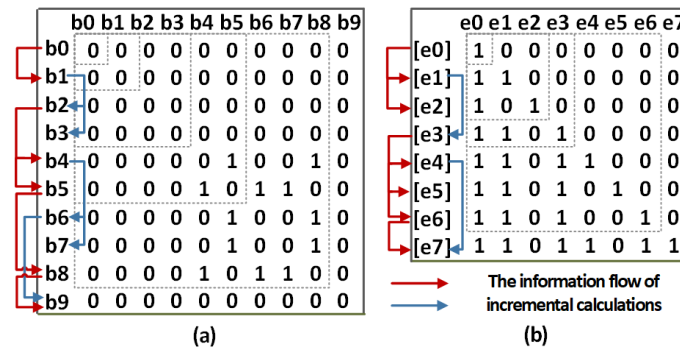 b0 b1 b2 b3 b4 b5 b6 b7 b8 b9
b0 0 0 0 0 0 0 0 0 0 0
b1 0 0 0 0 0 0 0 0 0 0
b2 0 0 0 0 0 0 0 0 0 0
b3 0 0 0 0 0 0 0 0 0 0
b4 0 0 0 0 0 1 0 0 1 0
b5 0 0 0 0 1 0 1 1 0 0
b6 0 0 0 0 0 1 0 0 1 0
b7 0 0 0 0 0 1 0 0 1 0
b8 0 0 0 0 1 0 1 1 0 0
b9 0 0 0 0 0 0 0 0 0 0
(a)
e0 e1 e2 e3 e4 e5 e6 e7
[e0] 1 0 0 0 0 0 0 0
[e1] 1 1 0 0 0 0 0 0
[e2] 1 0 1 0 0 0 0 0
[e3] 1 1 0 1 0 0 0 0
[e4] 1 1 0 1 1 0 0 0
[e5] 1 1 0 1 0 1 0 0
[e6] 1 1 0 1 0 0 1 0
[e7] 1 1 0 1 1 0 1 1
The information flow of
incremental calculations
(b)